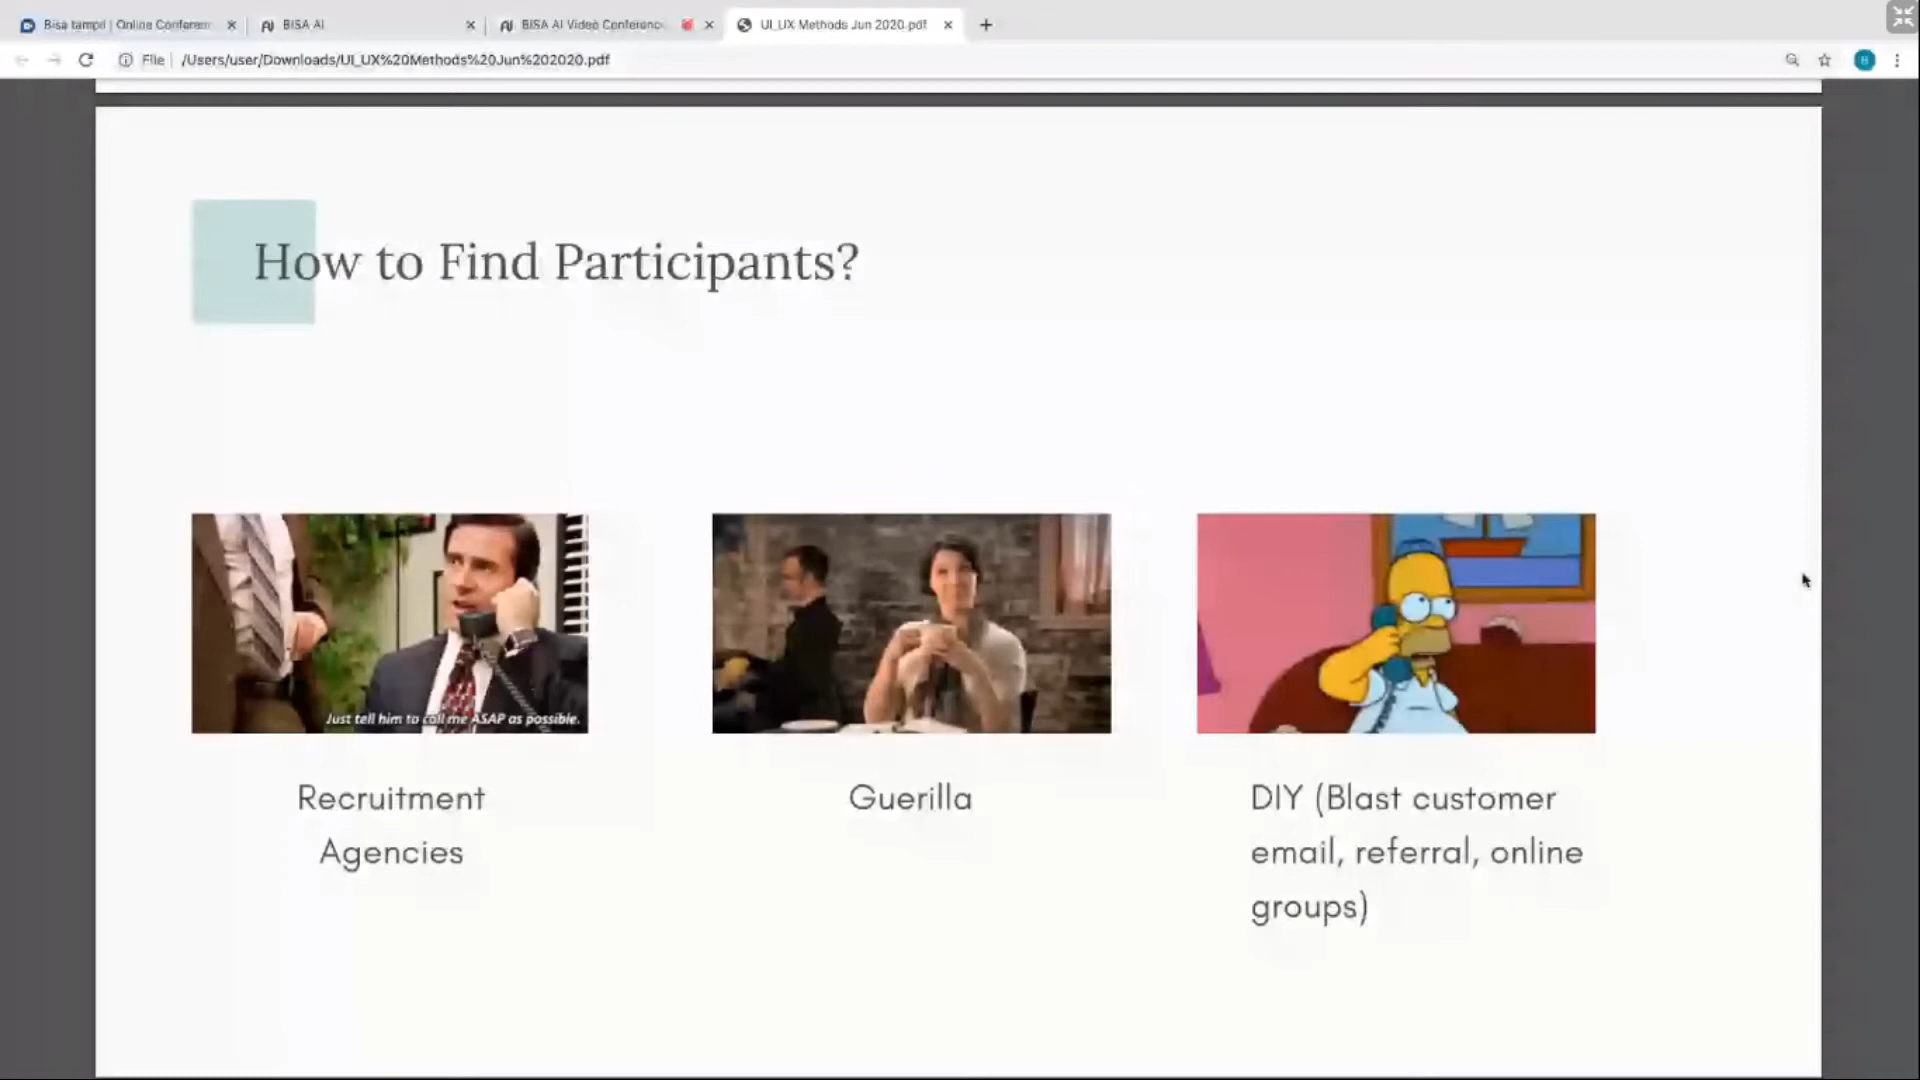 Bisa tampil | Online Conferen
BISA AI
BISA AI Video Conferenc
UI_UX Methods Jun 2020.pdf
File
/Users/user/Downloads/UI_UX%20Methods%20Jun%202020.pdf
B
How to Find Participants?
Just tell him to call me ASAP as possible.
Recruitment
Agencies
Guerilla
DIY (Blast customer
email, referral, online
groups)